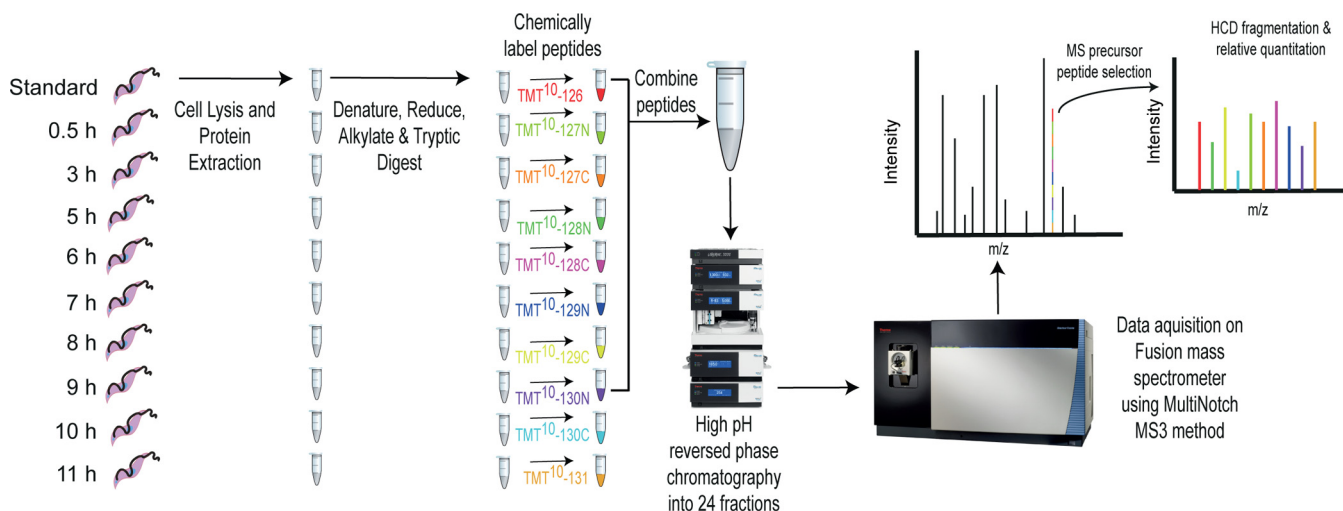 Standard
0.5 h
3 h
5 h
6 h
7 h
8 h
9 h
10 h
11 h
Cell Lysis and
Protein
Extraction
Denature, Reduce,
Alkylate & Tryptic
Digest
Chemically
label peptides
TMT10-126
TMT10-127N
TMT10-127C
TMT10-128N
TMT10-128C
TMT10-129N
TMT10-129C
TMT10-130N
TMT10-130C
TMT10-131
Combine
peptides
High pH
reversed phase
chromatography
into 24 fractions
Intensity
m/z
MS precursor
peptide selection
HCD fragmentation &
relative quantitation
Intensity
m/z
Data aquisition on
Fusion mass
spectrometer
using MultiNotch
MS3 method